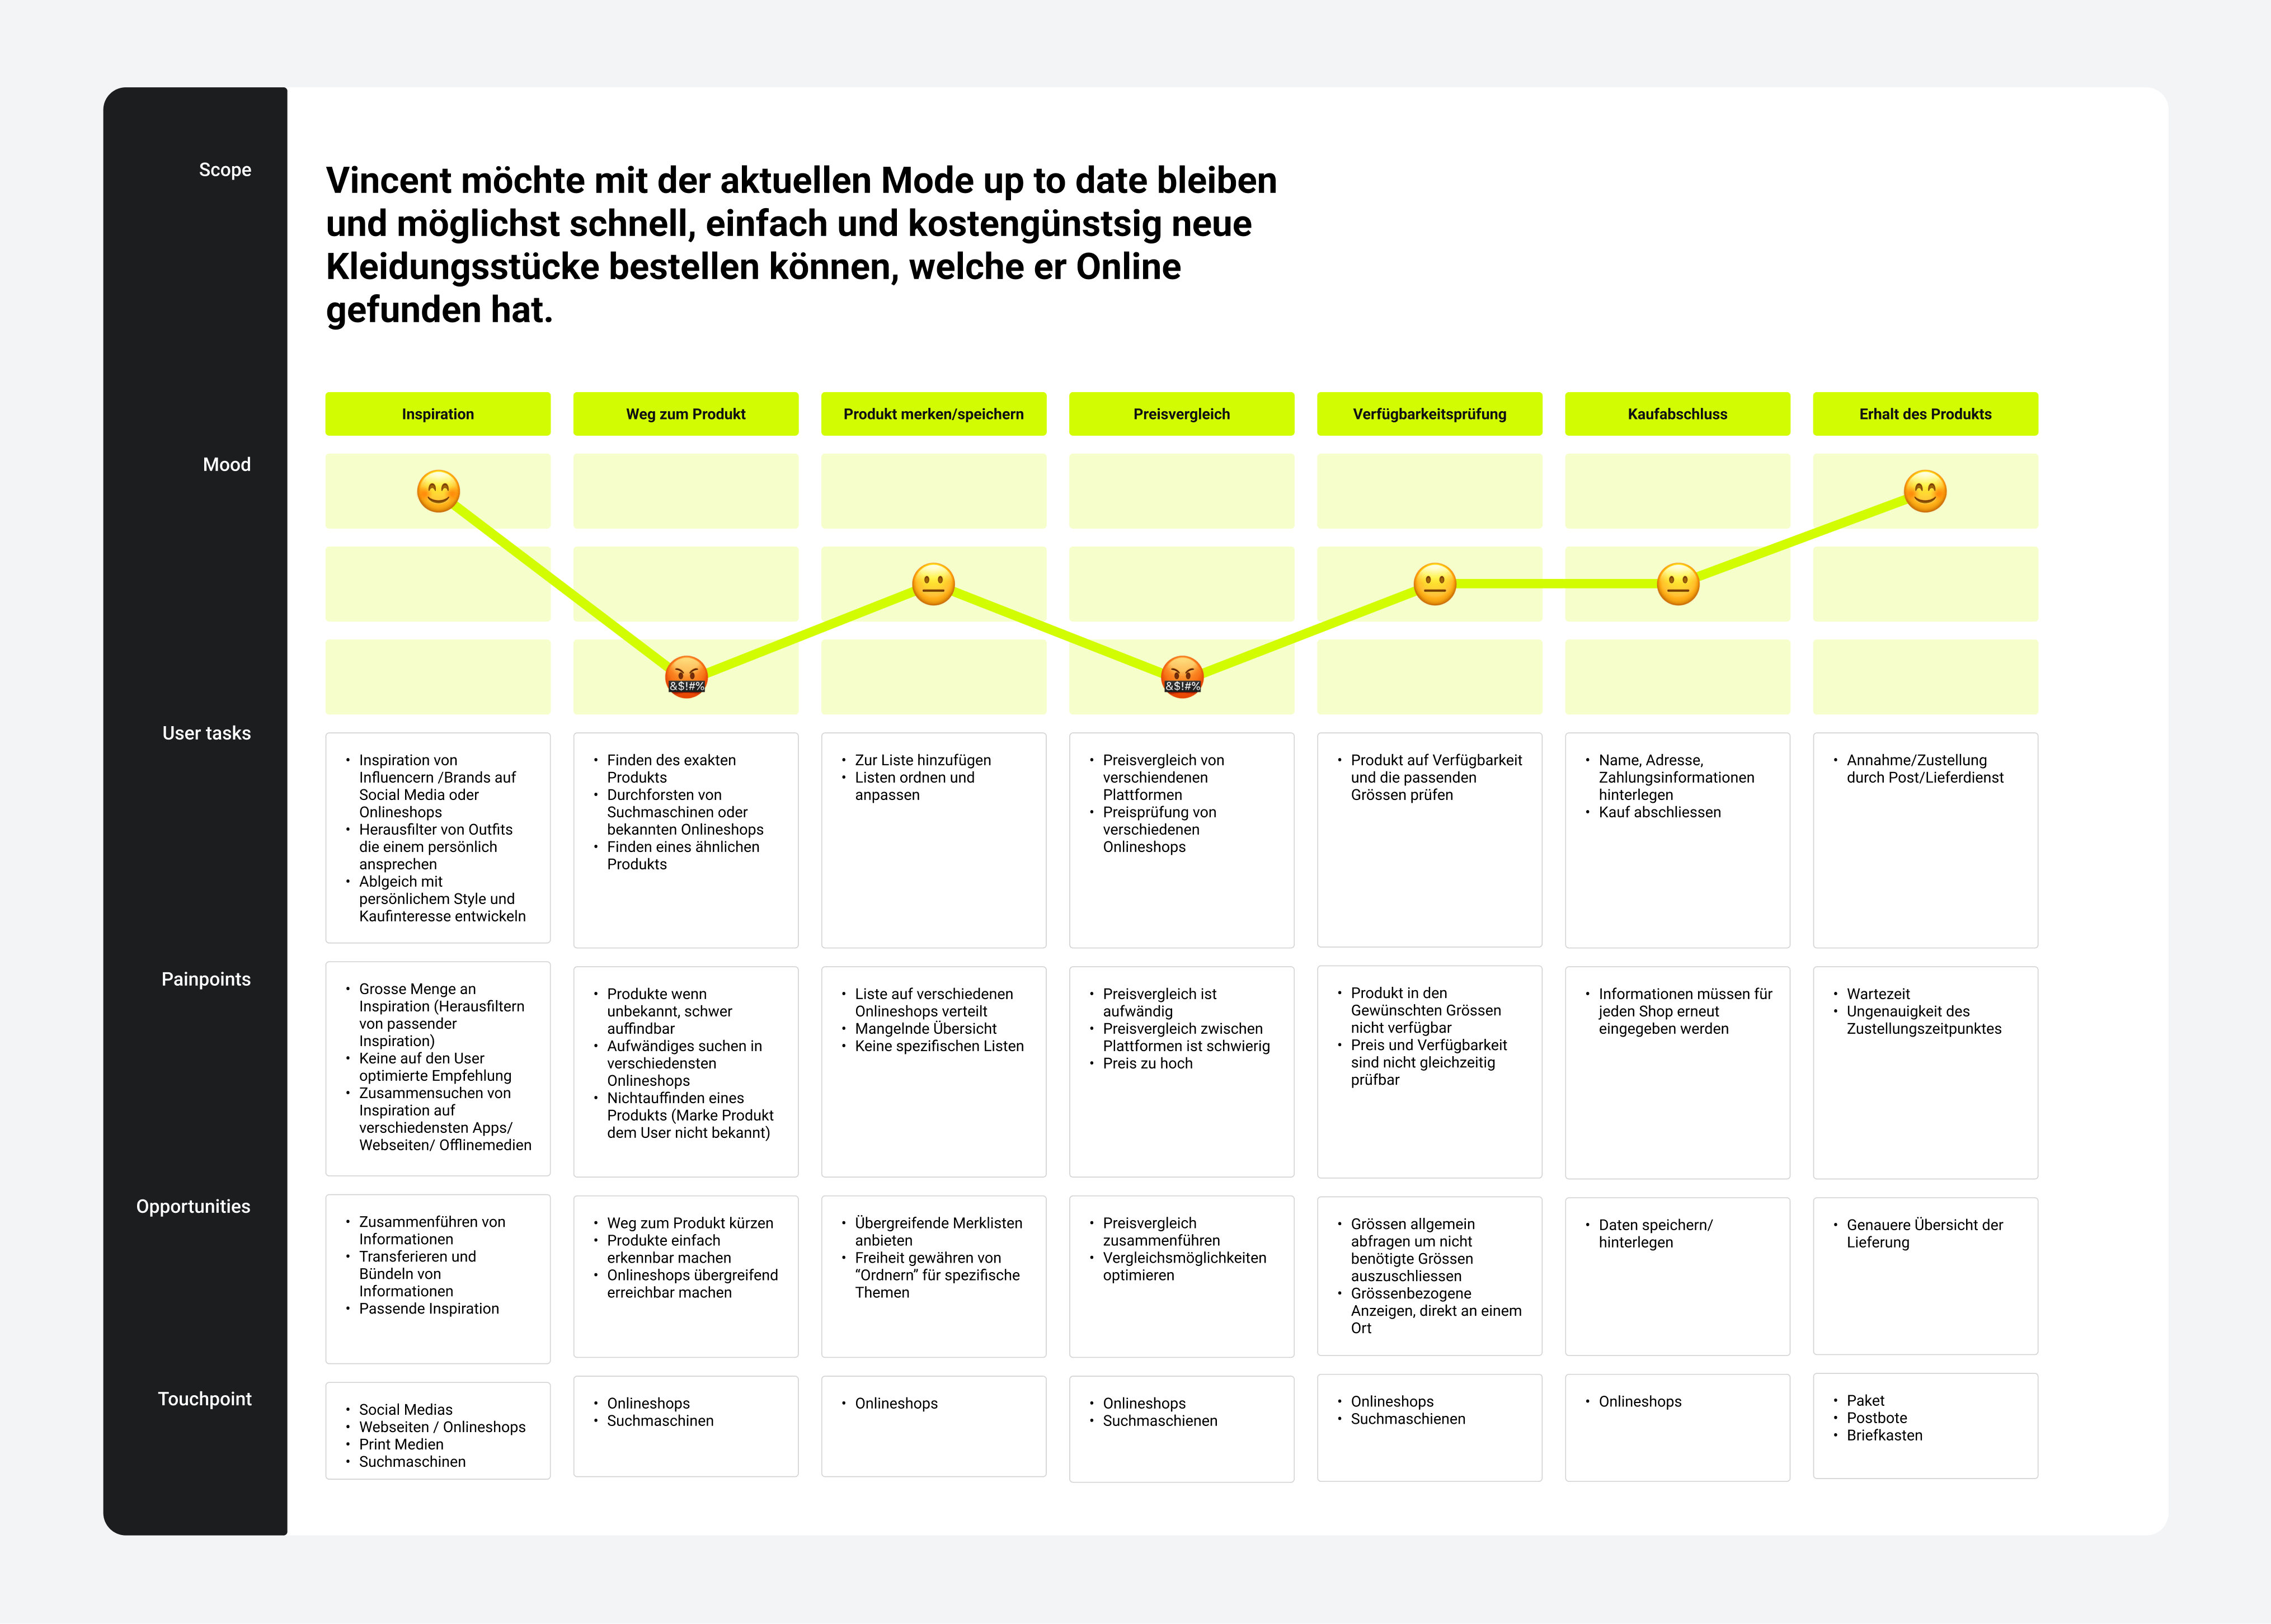 Scope
Vincent möchte mit der aktuellen Mode up to date bleiben
und möglichst schnell, einfach und kostengünstsig neue
Kleidungsstücke bestellen können, welche er Online
gefunden hat.
Inspiration
Weg zum Produkt
Produkt merken/speichern
Preisvergleich
Verfügbarkeitsprüfung
Kaufabschluss
Erhalt des Produkts
Mood
&$!#%
&$!#%
User tasks
• Inspiration von
Influencern /Brands auf
Social Media oder
Onlineshops
• Herausfilter von Outfits
die einem persönlich
ansprechen
• Ablgeich mit
persönlichem Style und
Kaufinteresse entwickeln
• Finden des exakten
Produkts
• Durchforsten von
Suchmaschinen oder
bekannten Onlineshops
• Finden eines ähnlichen
Produkts
• Zur Liste hinzufügen
• Listen ordnen und
anpassen
• Preisvergleich von
verschiendenen
Plattformen
• Preisprüfung von
verschiedenen
Onlineshops
• Produkt auf Verfügbarkeit
und die passenden
Grössen prüfen
• Name, Adresse,
Zahlungsinformationen
hinterlegen
• Kauf abschliessen
• Annahme/Zustellung
durch Post/Lieferdienst
Painpoints
• Grosse Menge an
Inspiration (Herausfiltern
von passender
Inspiration)
• Keine auf den User
optimierte Empfehlung
• Zusammensuchen von
Inspiration auf
verschiedensten Apps/
Webseiten/ Offlinemedien
• Produkte wenn
unbekannt, schwer
auffindbar
• Aufwändiges suchen in
verschiedensten
Onlineshops
• Nichtauffinden eines
Produkts (Marke Produkt
dem User nicht bekannt)
• Liste auf verschiedenen
Onlineshops verteilt
• Mangelnde Übersicht
• Keine spezifischen Listen
• Preisvergleich ist
aufwändig
• Preisvergleich zwischen
Plattformen ist schwierig
• Preis zu hoch
• Produkt in den
Gewünschten Grössen
nicht verfügbar
• Preis und Verfügbarkeit
sind nicht gleichzeitig
prüfbar
• Informationen müssen für
jeden Shop erneut
eingegeben werden
• Wartezeit
• Ungenauigkeit des
Zustellungszeitpunktes
Opportunities
• Zusammenführen von
Informationen
• Transferieren und
Bündeln von
Informationen
• Passende Inspiration
• Weg zum Produkt kürzen
• Produkte einfach
erkennbar machen
• Onlineshops übergreifend
erreichbar machen
• Übergreifende Merklisten
anbieten
• Freiheit gewähren von
“Ordnern” für spezifische
Themen
• Preisvergleich
zusammenführen
• Vergleichsmöglichkeiten
optimieren
• Grössen allgemein
abfragen um nicht
benötigte Grössen
auszuschliessen
• Grössenbezogene
Anzeigen, direkt an einem
Ort
• Daten speichern/
hinterlegen
• Genauere Übersicht der
Lieferung
Touchpoint
• Social Medias
• Webseiten / Onlineshops
• Print Medien
• Suchmaschinen
• Onlineshops
• Suchmaschinen
• Onlineshops
• Onlineshops
• Suchmaschienen
• Onlineshops
• Suchmaschienen
• Onlineshops
• Paket
• Postbote
• Briefkasten